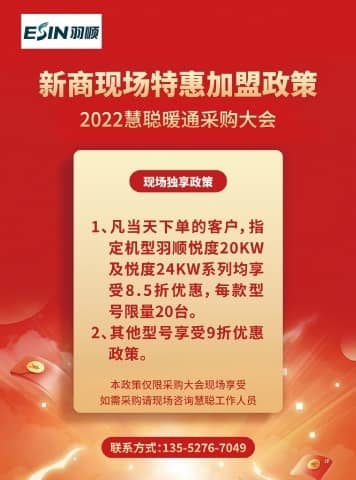 ESIN羽顺
新商现场特惠加盟政策
2022慧聪暖通采购大会
现场独享政策
1、凡当天下单的客户，指
定机型羽顺悦度20KW
及悦度24KW系列均享
受8.5折优惠，每款型
号限量20台。
2、其他型号享受9折优惠
政策。
本政策仅限采购大会现场享受
如需采购请现场咨询慧聪工作人员
联系方式：135-5276-7049